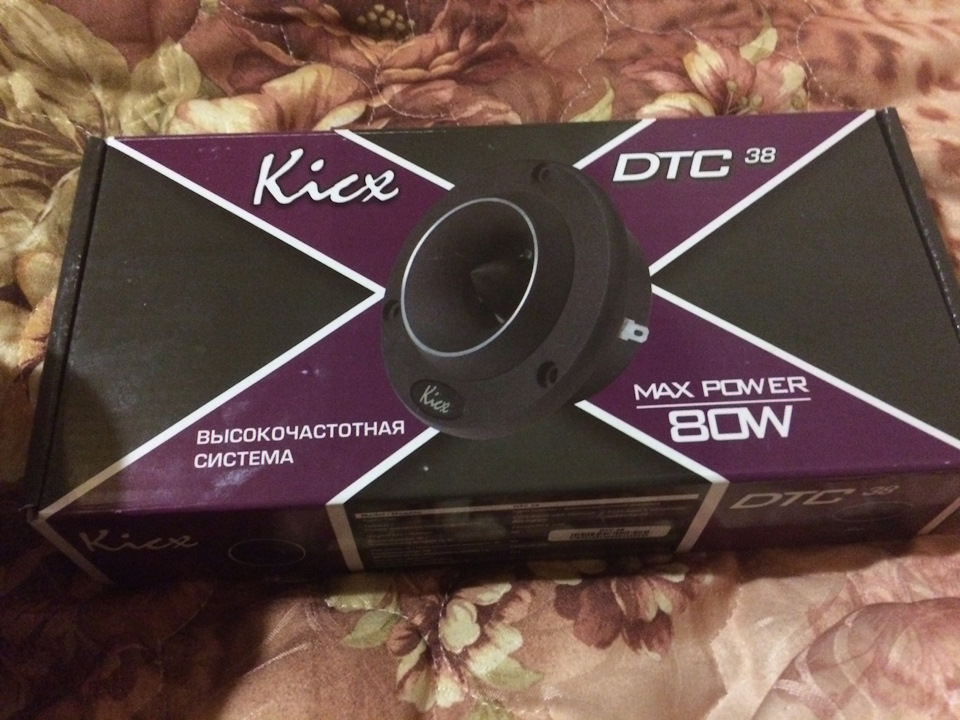 Kicx
DTC 38
Kicx
ВЫСОКОЧАСТОТНАЯ
СИСТЕМА
MAX POWER
80W
Kicx
DTC 38